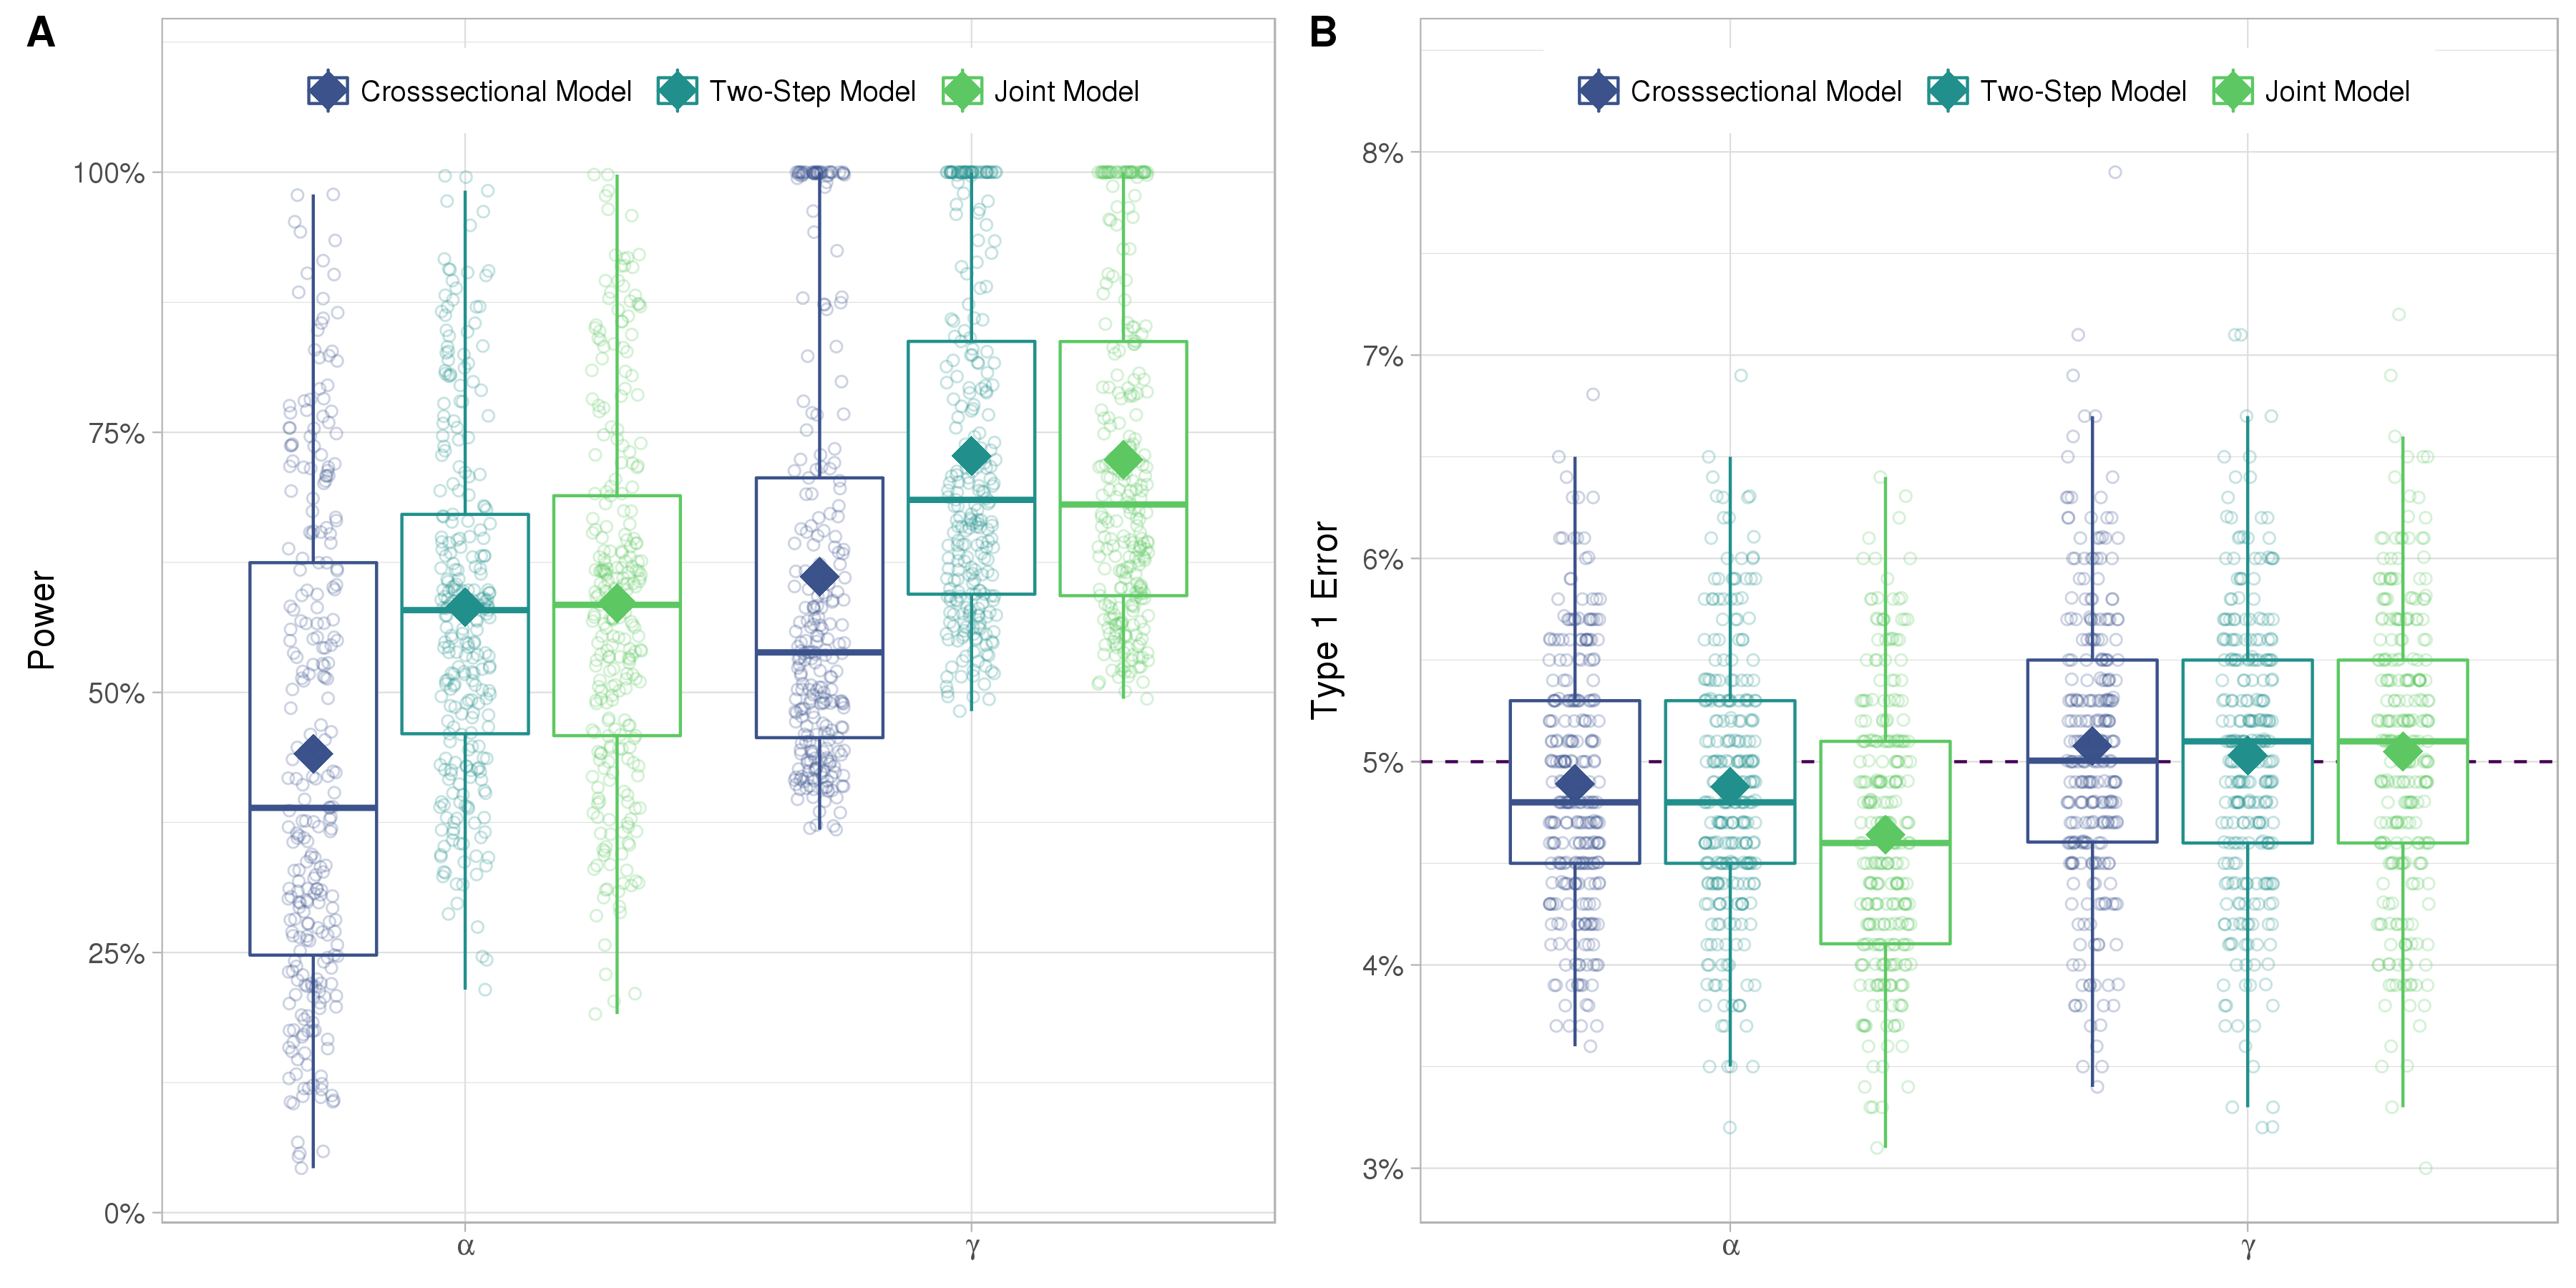 A
Crosssectional Model Two-Step Model Joint Model
100%
75%
50%
25%
0%
Power
α γ
B
Crosssectional Model Two-Step Model Joint Model
8%
7%
6%
5%
4%
3%
Type 1 Error
α γ